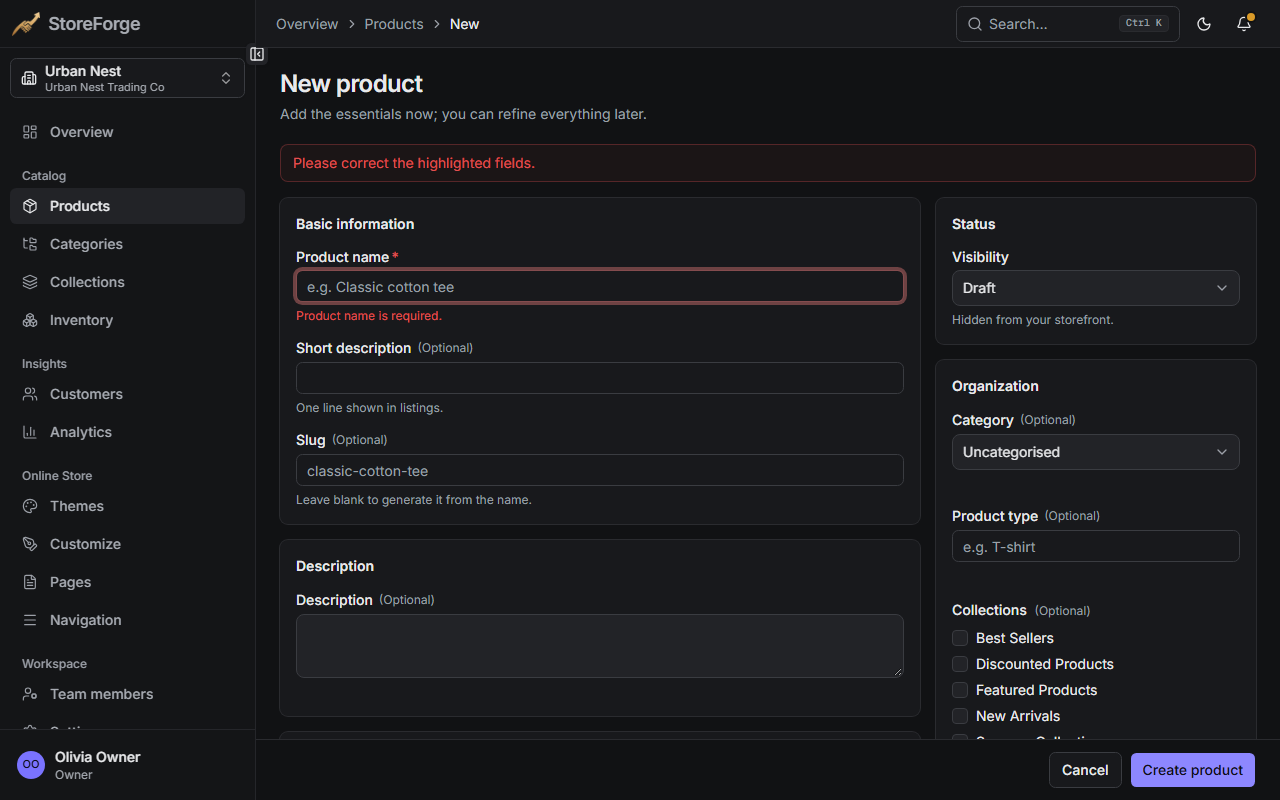 StoreForge
Overview > Products > New
Search...
Ctrl K
Urban Nest
Urban Nest Trading Co
Overview
Catalog
Products
Categories
Collections
Inventory
Insights
Customers
Analytics
Online Store
Themes
Customize
Pages
Navigation
Workspace
Team members
OO
Olivia Owner
Owner
New product
Add the essentials now; you can refine everything later.
Please correct the highlighted fields.
Basic information
Product name *
e.g. Classic cotton tee
Product name is required.
Short description (Optional)
One line shown in listings.
Slug (Optional)
classic-cotton-tee
Leave blank to generate it from the name.
Description
Description (Optional)
Status
Visibility
Draft
Hidden from your storefront.
Organization
Category (Optional)
Uncategorised
Product type (Optional)
e.g. T-shirt
Collections (Optional)
Best Sellers
Discounted Products
Featured Products
New Arrivals
Cancel
Create product